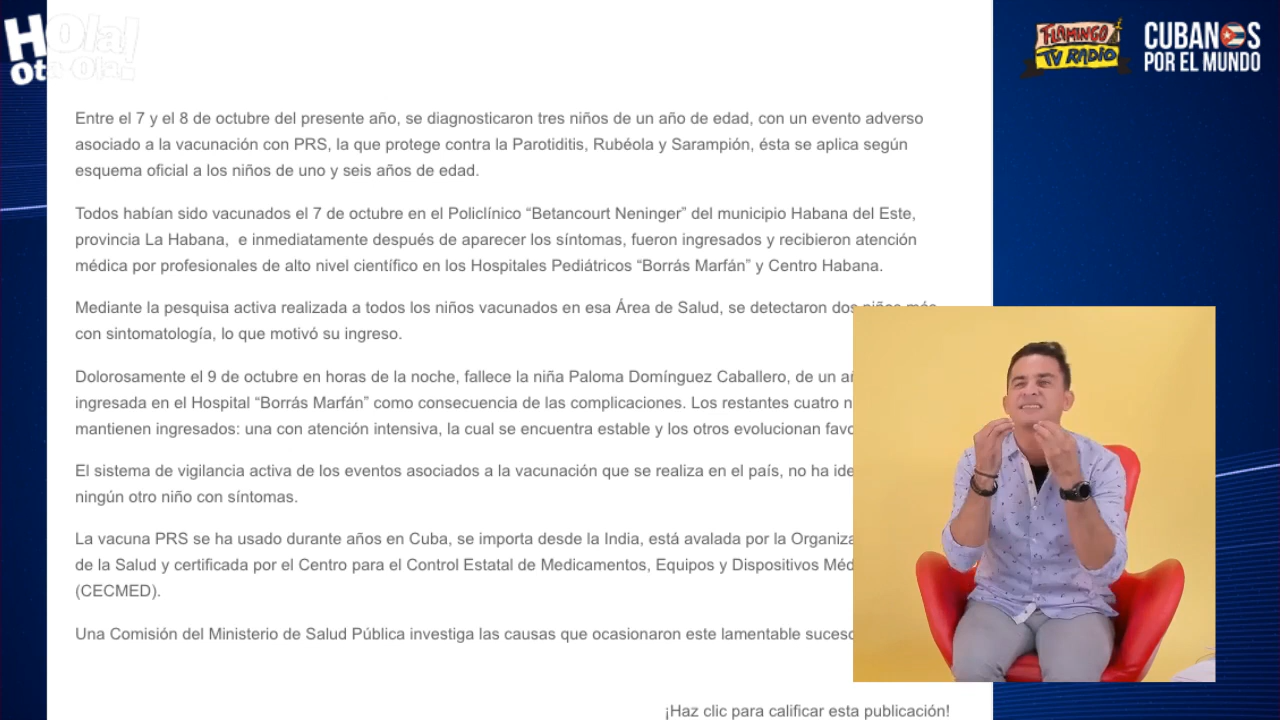 HOla!
Ota Ola!
FLAMINGO
TV RADIO
CUBANOS
POR EL MUNDO
Entre el 7 y el 8 de octubre del presente año, se diagnosticaron tres niños de un año de edad, con un evento adverso
asociado a la vacunación con PRS, la que protege contra la Parotiditis, Rubéola y Sarampión, ésta se aplica según
esquema oficial a los niños de uno y seis años de edad.
Todos habían sido vacunados el 7 de octubre en el Policlínico “Betancourt Neninger” del municipio Habana del Este,
provincia La Habana, e inmediatamente después de aparecer los síntomas, fueron ingresados y recibieron atención
médica por profesionales de alto nivel científico en los Hospitales Pediátricos “Borrás Marfán” y Centro Habana.
Mediante la pesquisa activa realizada a todos los niños vacunados en esa Área de Salud, se detectaron dos niños más
con sintomatología, lo que motivó su ingreso.
Dolorosamente el 9 de octubre en horas de la noche, fallece la niña Paloma Domínguez Caballero, de un
ingresada en el Hospital “Borrás Marfán” como consecuencia de las complicaciones. Los restantes cuatro
mantienen ingresados: una con atención intensiva, la cual se encuentra estable y los otros evolucionan
El sistema de vigilancia activa de los eventos asociados a la vacunación que se realiza en el país, no ha
ningún otro niño con síntomas.
La vacuna PRS se ha usado durante años en Cuba, se importa desde la India, está avalada por la
de la Salud y certificada por el Centro para el Control Estatal de Medicamentos, Equipos y Dispositivos
(CECMED).
Una Comisión del Ministerio de Salud Pública investiga las causas que ocasionaron este lamentable suceso
¡Haz clic para calificar esta publicación!